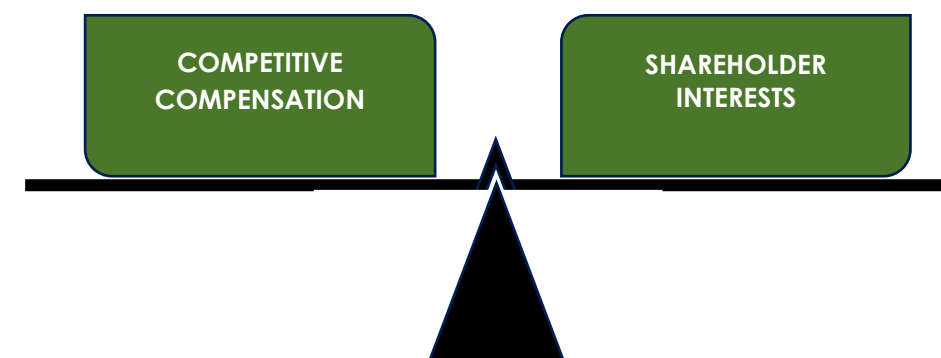 COMPETITIVE
COMPENSATION
SHAREHOLDER
INTERESTS